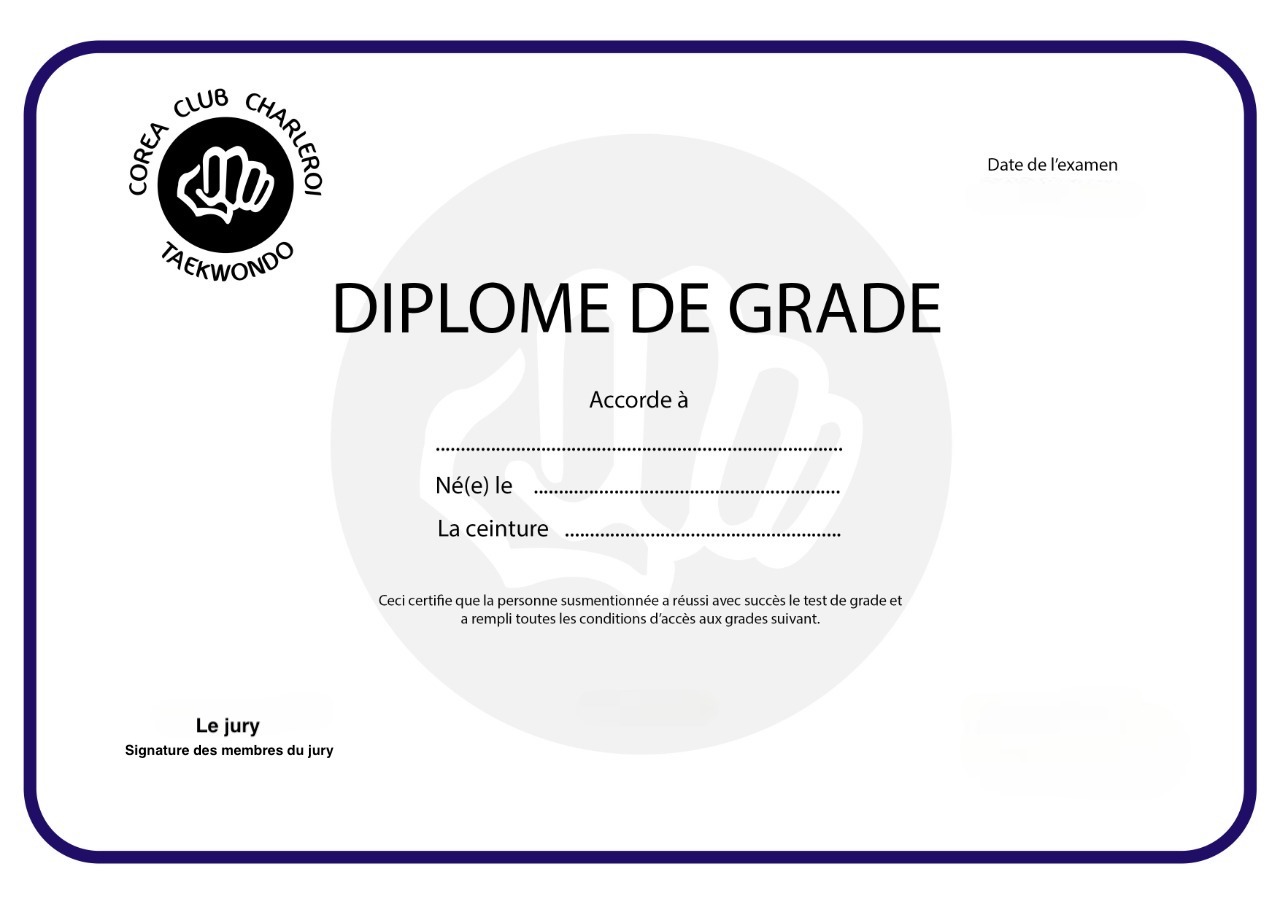 COREA CLUB CHARLEROI
TAEKWONDO
Date de l'examen
DIPLOME DE GRADE
Accorde à
................................................................................
Né(e) le ............................................................
La ceinture ......................................................
Ceci certifie que la personne susmentionnée a réussi avec succès le test de grade et
a rempli toutes les conditions d'accès aux grades suivant.
Le jury
Signature des membres du jury